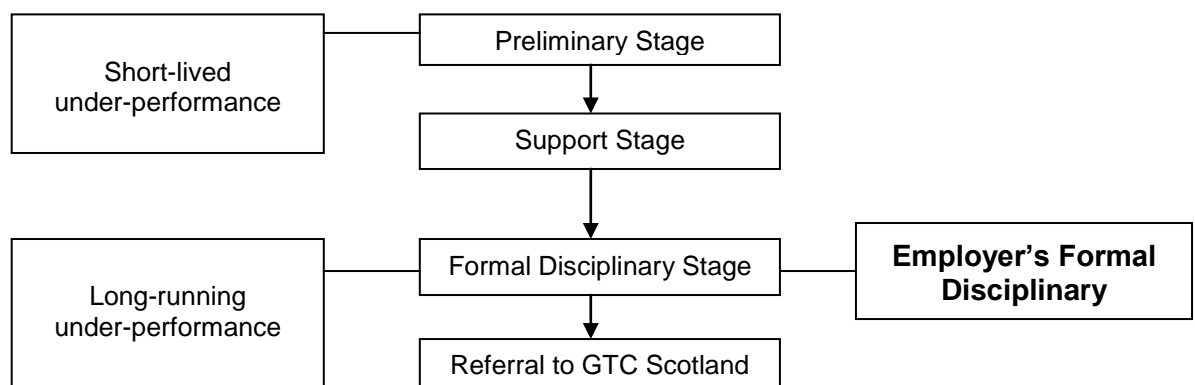 Preliminary Stage
Short-lived
under-performance
Support Stage
Formal Disciplinary Stage
Employer's Formal
Disciplinary
Long-running
under-performance
Referral to GTC Scotland